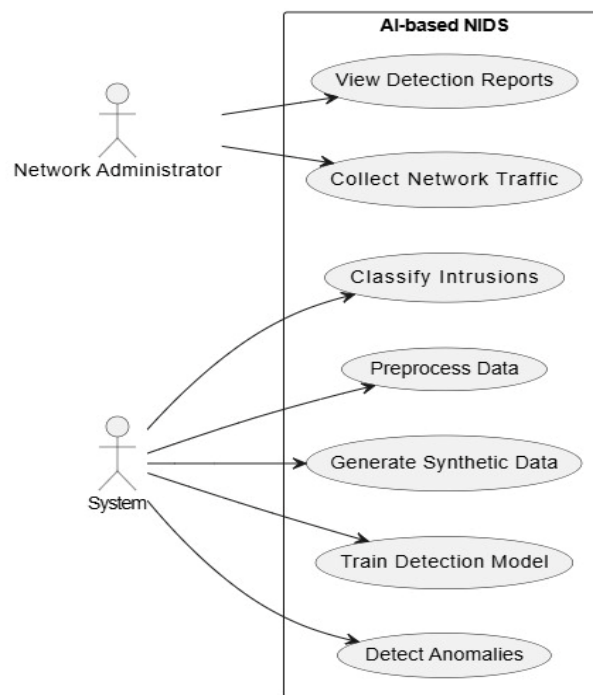 AI-based NIDS
View Detection Reports
Network Administrator
Collect Network Traffic
Classify Intrusions
Preprocess Data
Generate Synthetic Data
System
Train Detection Model
Detect Anomalies